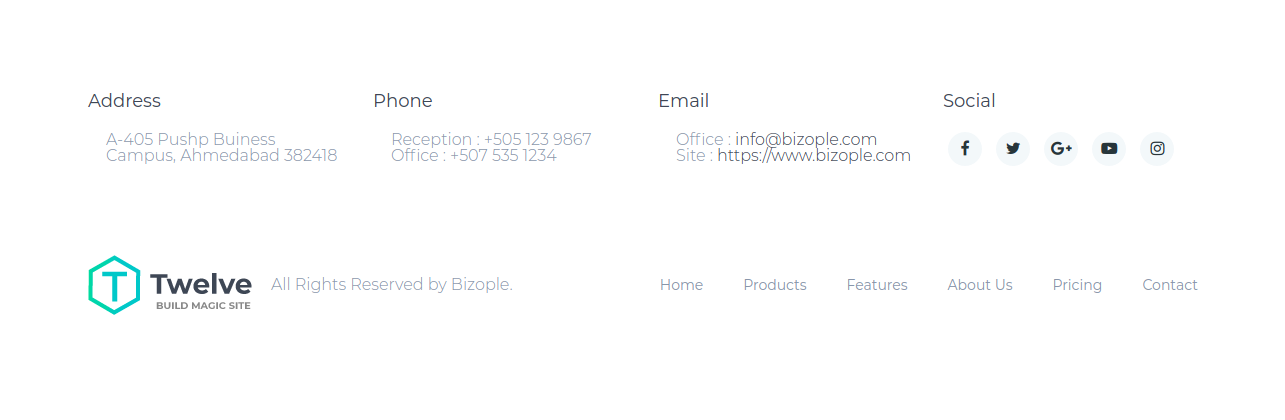 Address
A-405 Pushp Buiness
Campus, Ahmedabad 382418
Phone
Reception : +505 123 9867
Office : +507 535 1234
Email
Office : info@bizople.com
Site : https://www.bizople.com
Social
Twelve
BUILD MAGIC SITE
All Rights Reserved by Bizople.
Home Products Features About Us Pricing Contact